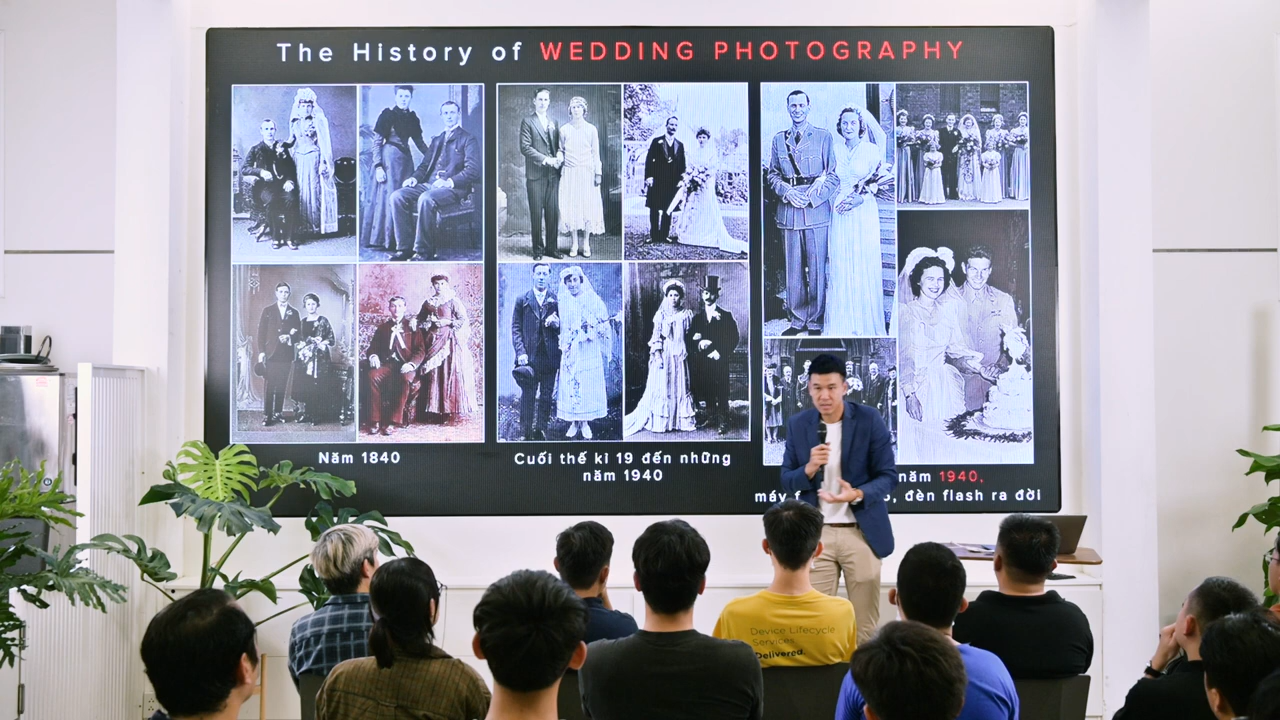 The History of WEDDING PHOTOGRAPHY
Năm 1840
Cuối thế kỉ 19 đến những
năm 1940
năm 1940,
máy, đèn flash ra đời
Device Lifecycle
Services.
Delivered.